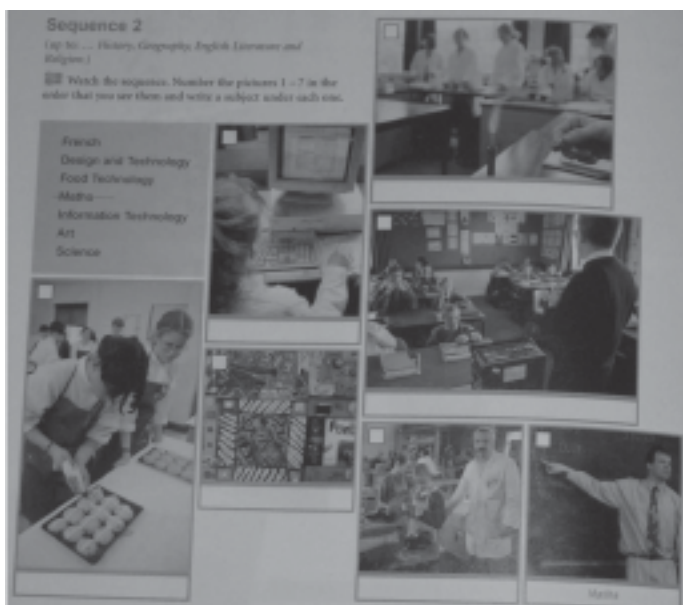 Sequence 2
(up to: ... History, Geography, English Literature and
Religion.)
Watch the sequence. Number the pictures 1 – 7 in the
order that you see them and write a subject under each one.
French
Design and Technology
Food Technology
Maths
Information Technology
Art
Science
Maths